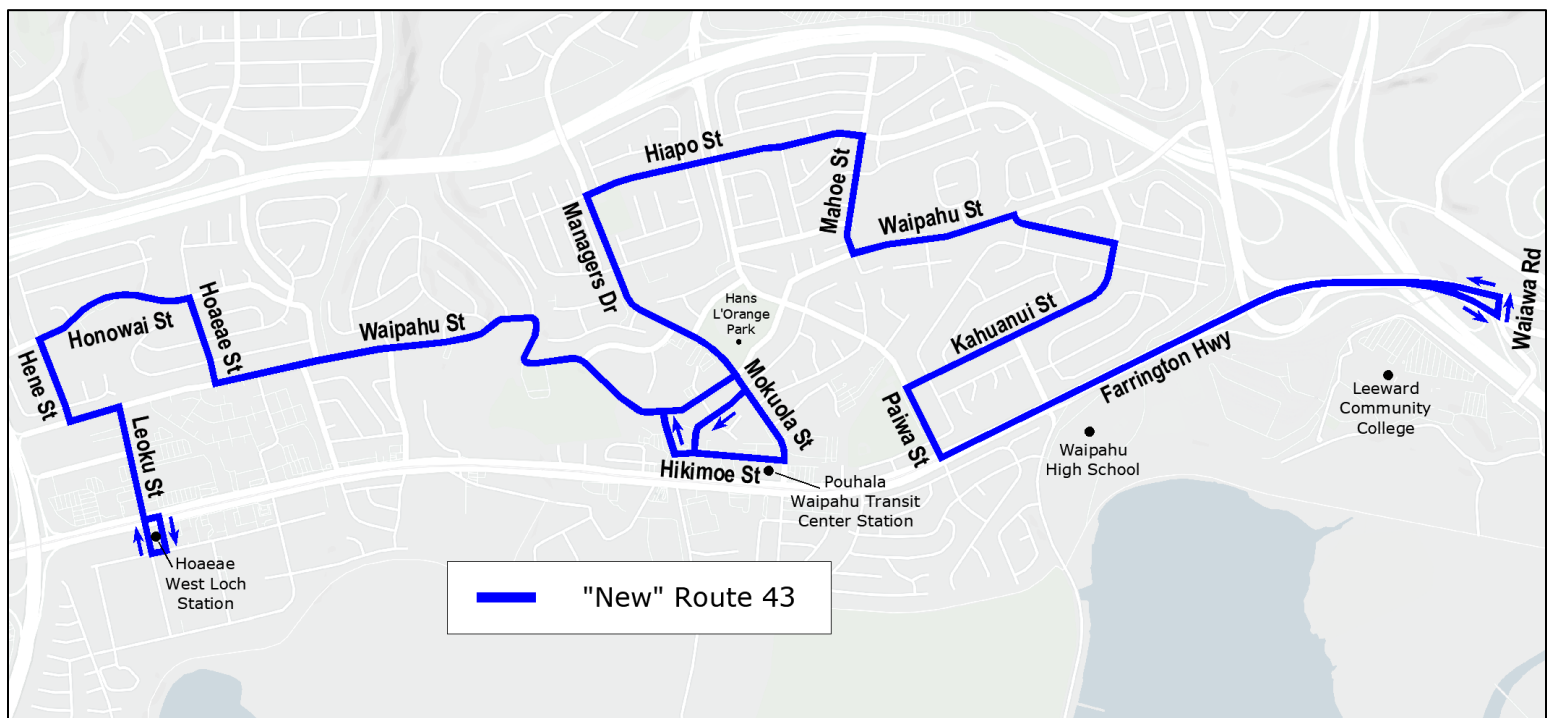 Hiapo St
Mahoe St
Waipahu St
Managers Dr
Waiawa Rd
Hoaeae St
Honowai St
Waipahu St
Hans
L'Orange
Park
Kahuanui St
Hene St
Farrington Hwy
Mokuola St
Leeward
Community
College
Paiwa St
Leoku St
Waipahu
High School
Hikimoe St
Pouhala
Waipahu Transit
Center Station
Hoaeae
West Loch
Station
"New" Route 43